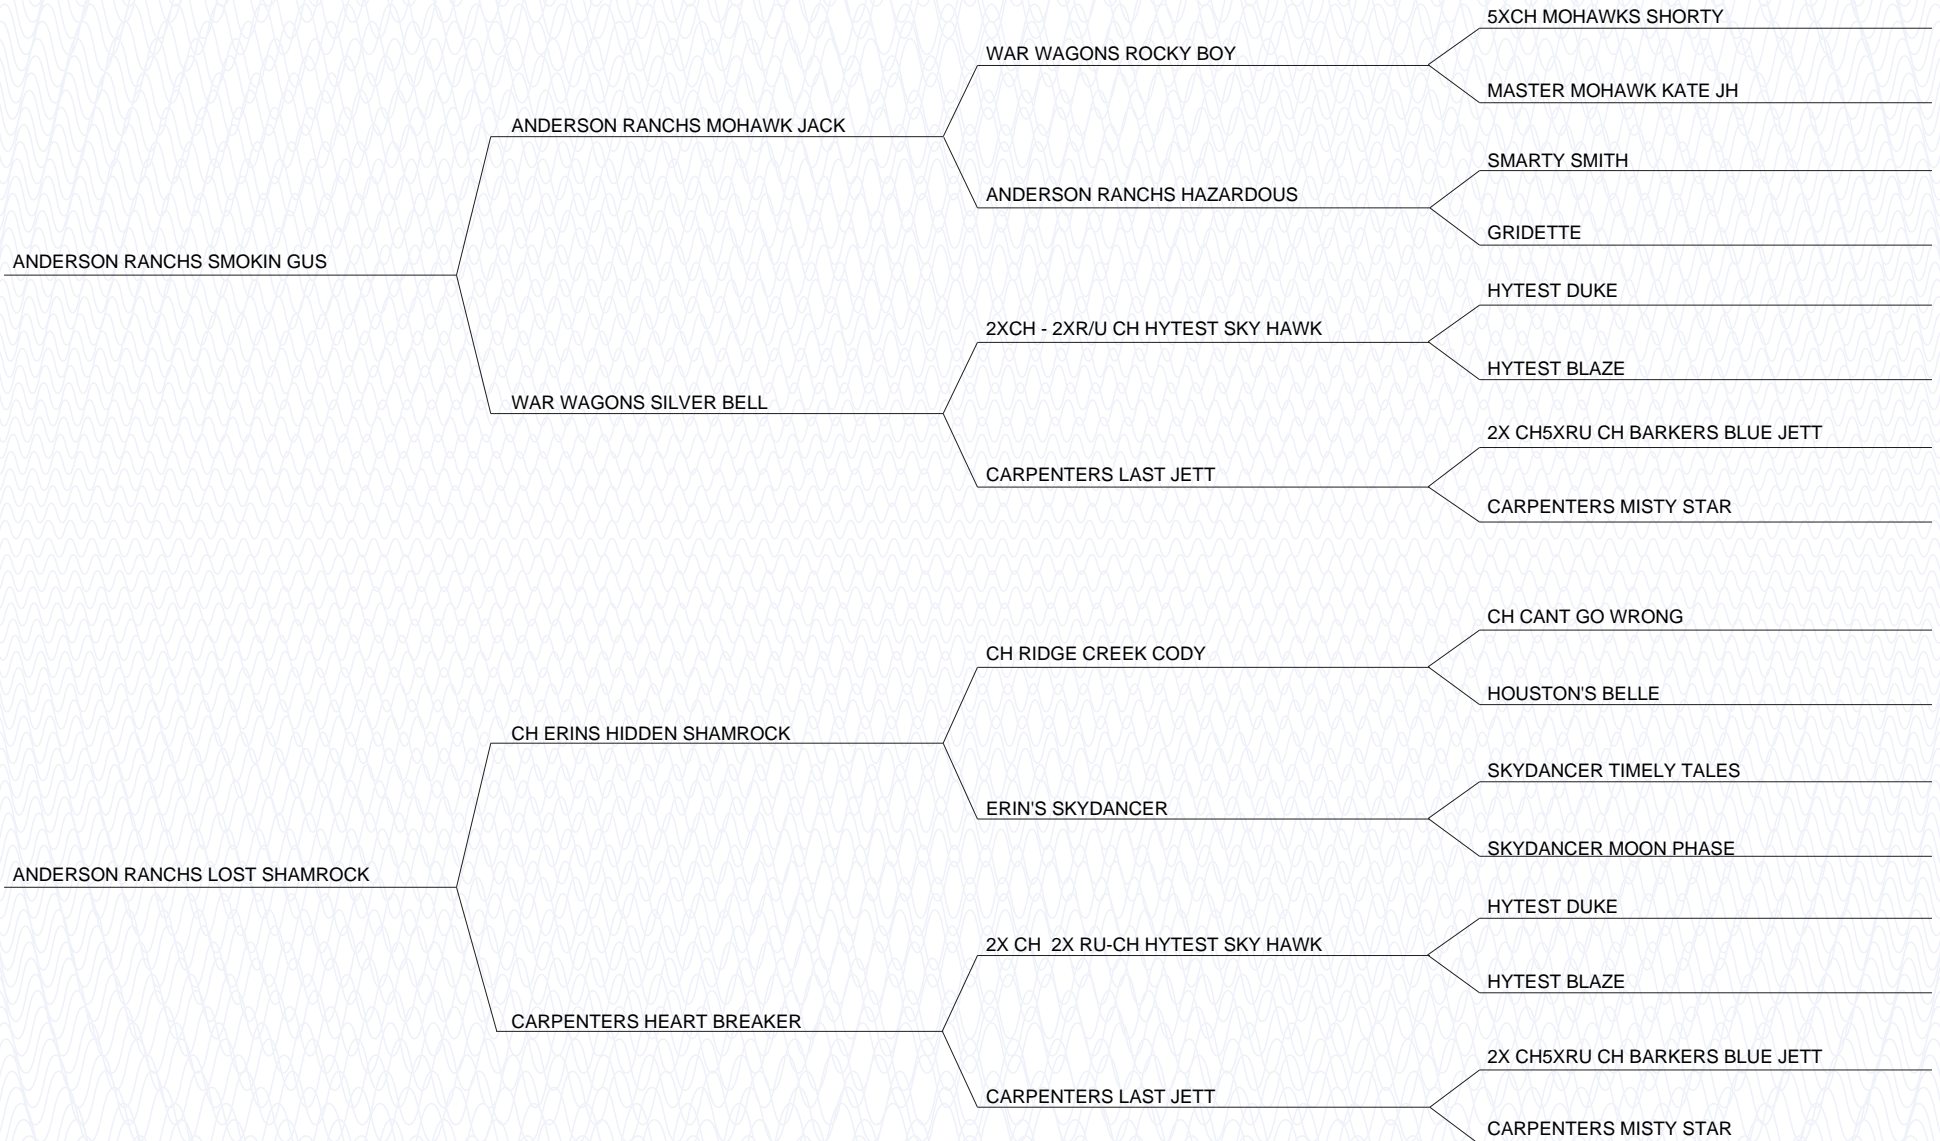 5XCH MOHAWKS SHORTY
WAR WAGONS ROCKY BOY
MASTER MOHAWK KATE JH
ANDERSON RANCHS MOHAWK JACK
SMARTY SMITH
ANDERSON RANCHS HAZARDOUS
GRIDETTE
ANDERSON RANCHS SMOKIN GUS
HYTEST DUKE
2XCH - 2XR/U CH HYTEST SKY HAWK
HYTEST BLAZE
WAR WAGONS SILVER BELL
2X CH5XRU CH BARKERS BLUE JETT
CARPENTERS LAST JETT
CARPENTERS MISTY STAR
CH CANT GO WRONG
CH RIDGE CREEK CODY
HOUSTON'S BELLE
CH ERINS HIDDEN SHAMROCK
SKYDANCER TIMELY TALES
ERIN'S SKYDANCER
SKYDANCER MOON PHASE
ANDERSON RANCHS LOST SHAMROCK
HYTEST DUKE
2X CH  2X RU-CH HYTEST SKY HAWK
HYTEST BLAZE
CARPENTERS HEART BREAKER
2X CH5XRU CH BARKERS BLUE JETT
CARPENTERS LAST JETT
CARPENTERS MISTY STAR